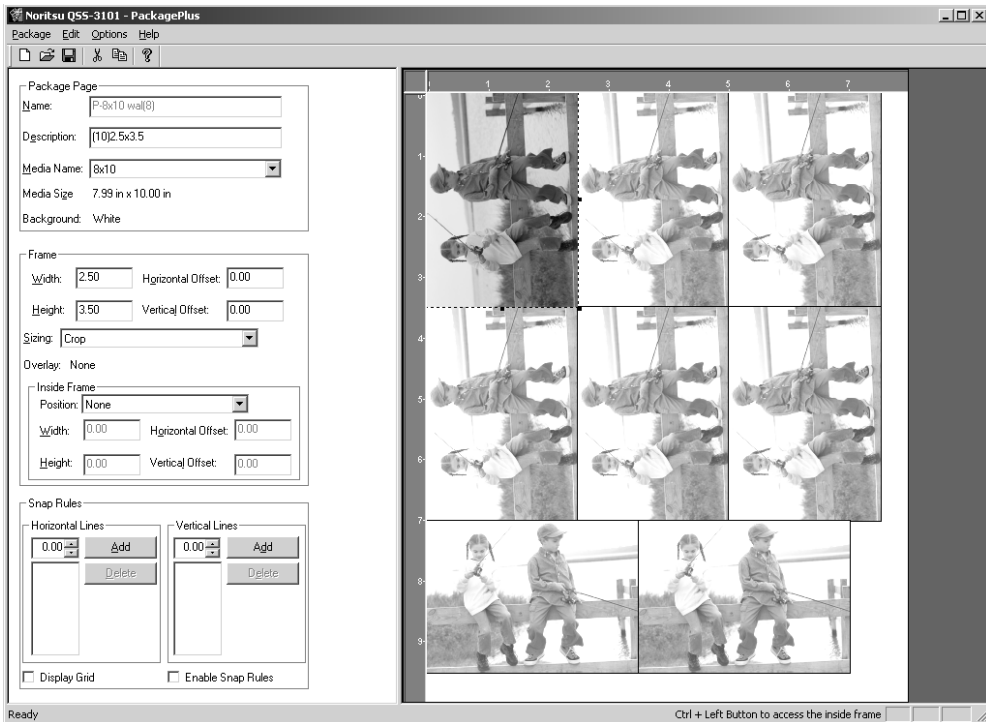 Noritsu QSS-3101 - PackagePlus
Package Edit Options Help
Package Page
Name: P-8x10 wal(8)
Description: (10)2.5x3.5
Media Name: 8x10
Media Size 7.99 in x 10.00 in
Background: White
Frame
Width: 2.50 Horizontal Offset: 0.00
Height: 3.50 Vertical Offset: 0.00
Sizing: Crop
Overlay: None
Inside Frame
Position: None
Width: 0.00 Horizontal Offset: 0.00
Height: 0.00 Vertical Offset: 0.00
Snap Rules
Horizontal Lines Vertical Lines
0.00 Add 0.00 Add
Delete Delete
Display Grid Enable Snap Rules
1 2 3 4 5 6 7
0
1
2
3
4
5
6
7
8
9
Ready Ctrl + Left Button to access the inside frame